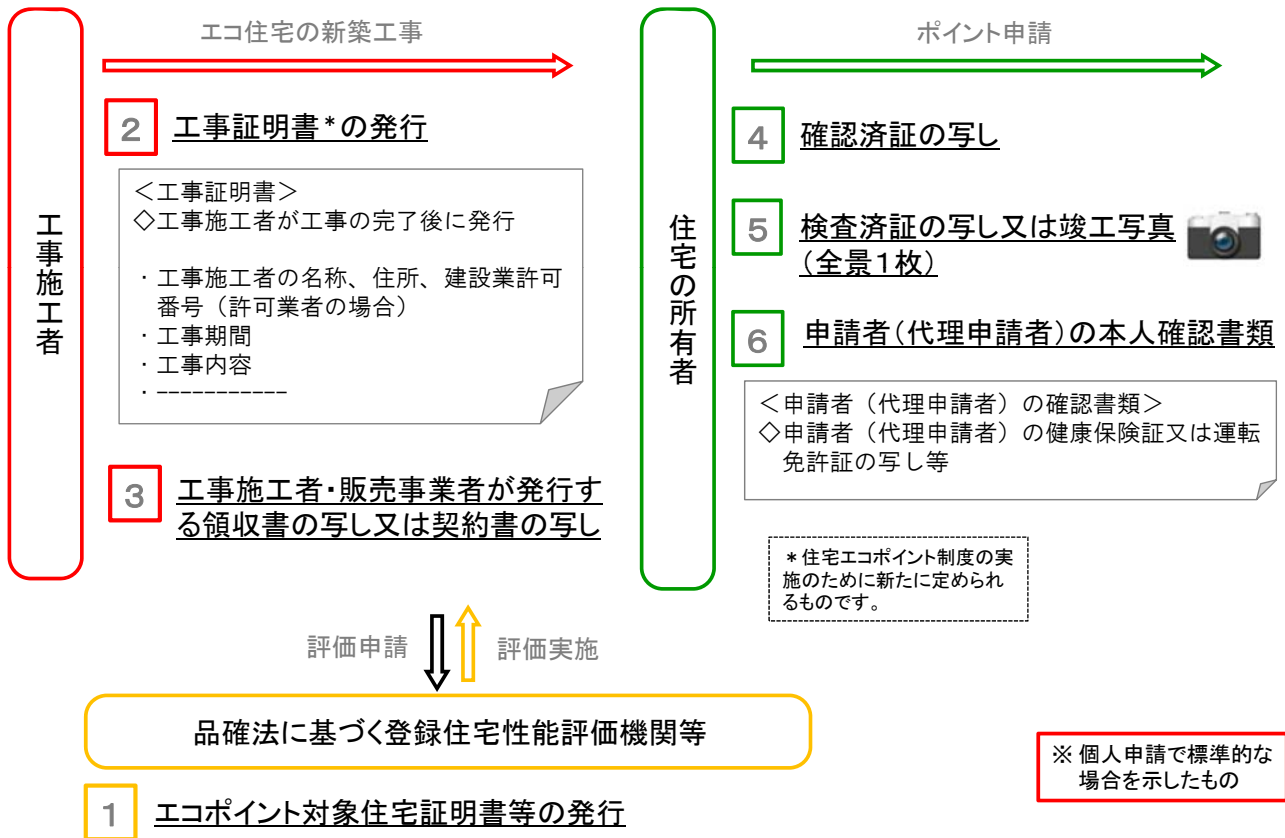 エコ住宅の新築工事
工事施工者
2 工事証明書*の発行
＜工事証明書＞
◇工事施工者が工事の完了後に発行
・工事施工者の名称、住所、建設業許可
番号（許可業者の場合）
・工事期間
・工事内容
・-----------
3 工事施工者・販売事業者が発行す
る領収書の写し又は契約書の写し
ポイント申請
住宅の所有者
4 確認済証の写し
5 検査済証の写し又は竣工写真
（全景１枚）
6 申請者（代理申請者）の本人確認書類
＜申請者（代理申請者）の確認書類＞
◇申請者（代理申請者）の健康保険証又は運転
免許証の写し等
＊住宅エコポイント制度の実
施のために新たに定められ
るものです。
評価申請
評価実施
品確法に基づく登録住宅性能評価機関等
1 エコポイント対象住宅証明書等の発行
※ 個人申請で標準的な
場合を示したもの